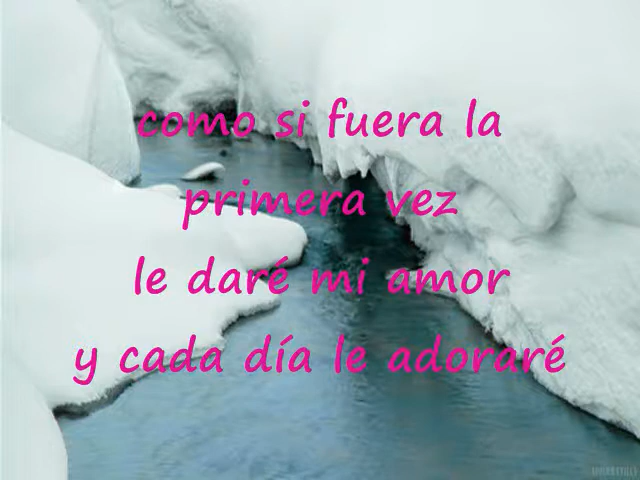 como si fuera la
primera vez
le daré mi amor
y cada día le adoraré